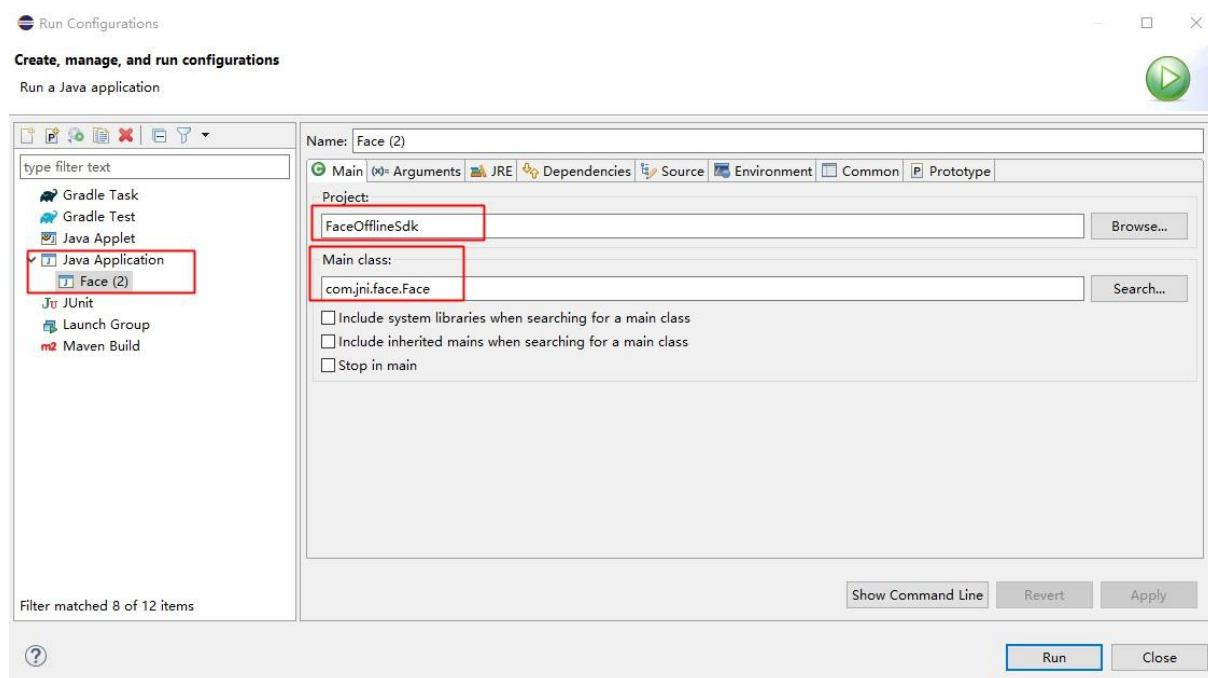 Run Configurations
Create, manage, and run configurations
Run a Java application
type filter text
Gradle Task
Gradle Test
Java Applet
Java Application
Face (2)
Ju JUnit
Launch Group
m2 Maven Build
Filter matched 8 of 12 items
Name: Face (2)
Main (x)= Arguments JRE Dependencies Source Environment Common P Prototype
Project:
FaceOfflineSdk Browse...
Main class:
com.jni.face.Face Search...
Include system libraries when searching for a main class
Include inherited mains when searching for a main class
Stop in main
Show Command Line Revert Apply
Run Close